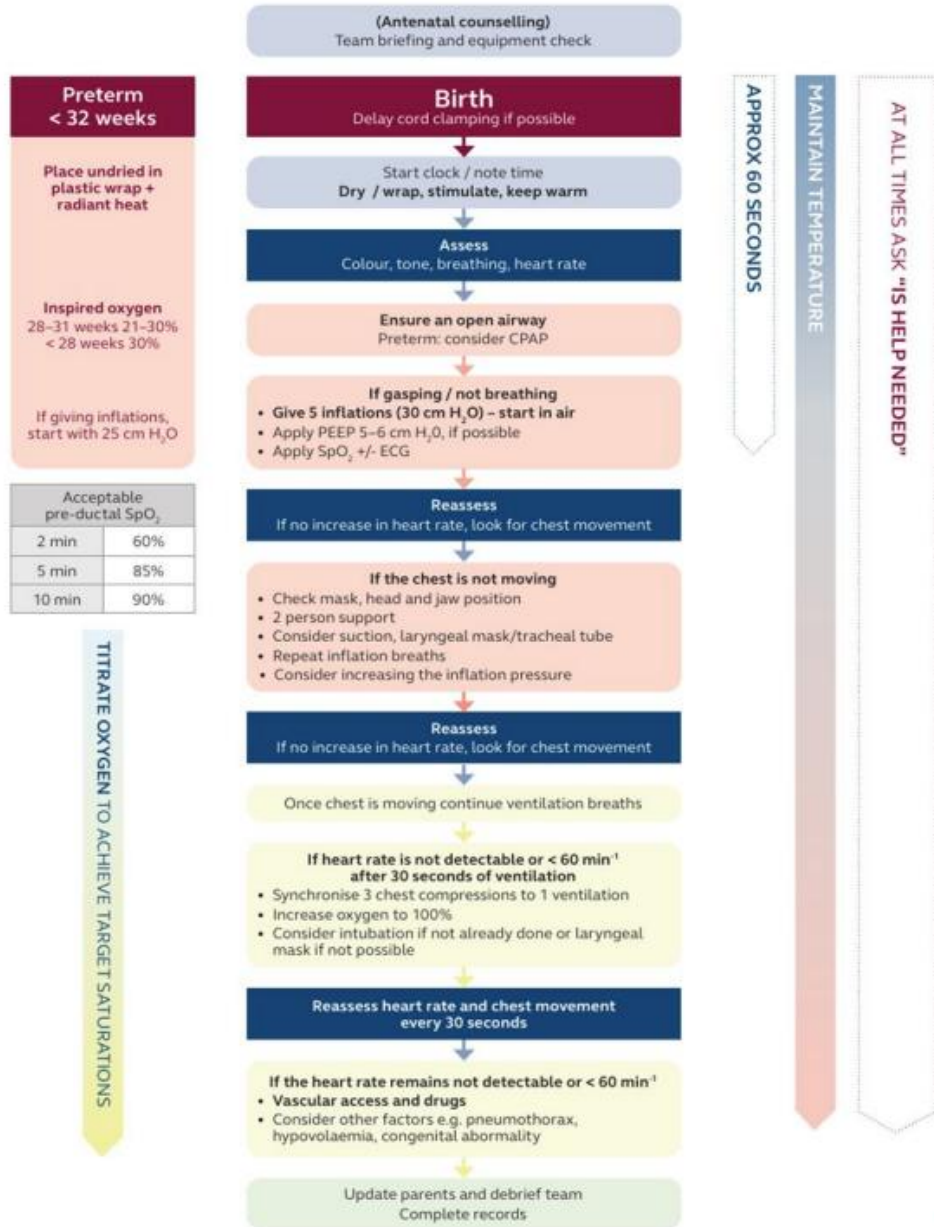 (Antenatal counselling)
Team briefing and equipment check
Preterm
< 32 weeks
Place undried in
plastic wrap +
radiant heat
Inspired oxygen
28–31 weeks 21–30%
< 28 weeks 30%
If giving inflations,
start with 25 cm H₂O
Acceptable
pre-ductal SpO₂
2 min 60%
5 min 85%
10 min 90%
TITRATE OXYGEN TO ACHIEVE TARGET SATURATIONS
Birth
Delay cord clamping if possible
Start clock / note time
Dry / wrap, stimulate, keep warm
Assess
Colour, tone, breathing, heart rate
Ensure an open airway
Preterm: consider CPAP
If gasping / not breathing
• Give 5 inflations (30 cm H₂O) – start in air
• Apply PEEP 5–6 cm H₂0, if possible
• Apply SpO₂ +/- ECG
Reassess
If no increase in heart rate, look for chest movement
If the chest is not moving
• Check mask, head and jaw position
• 2 person support
• Consider suction, laryngeal mask/tracheal tube
• Repeat inflation breaths
• Consider increasing the inflation pressure
Reassess
If no increase in heart rate, look for chest movement
Once chest is moving continue ventilation breaths
If heart rate is not detectable or < 60 min⁻¹
after 30 seconds of ventilation
• Synchronise 3 chest compressions to 1 ventilation
• Increase oxygen to 100%
• Consider intubation if not already done or laryngeal
mask if not possible
Reassess heart rate and chest movement
every 30 seconds
If the heart rate remains not detectable or < 60 min⁻¹
• Vascular access and drugs
• Consider other factors e.g. pneumothorax,
hypovolaemia, congenital abormality
Update parents and debrief team
Complete records
APPROX 60 SECONDS
MAINTAIN TEMPERATURE
AT ALL TIMES ASK "IS HELP NEEDED"